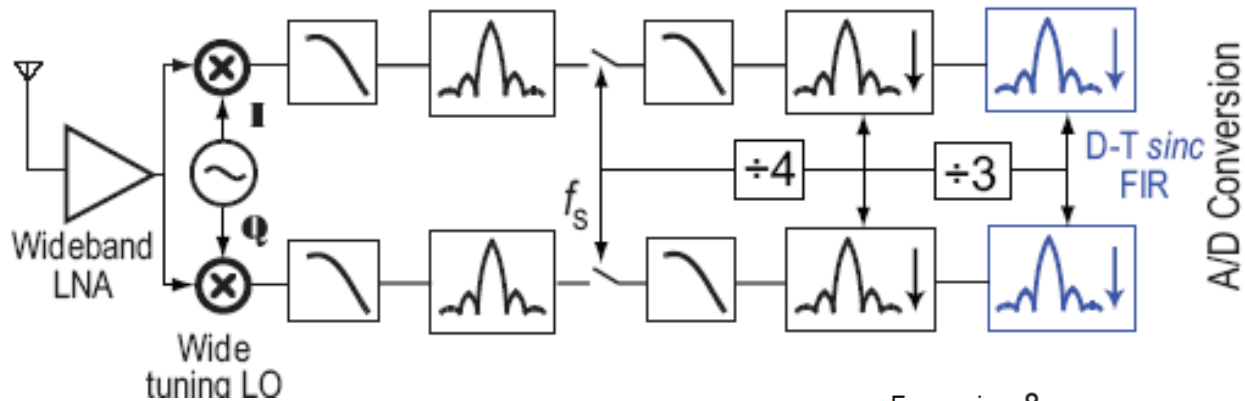 I
Q
Wideband
LNA
Wide
tuning LO
fs
÷4
÷3
D-T sinc
FIR
A/D Conversion